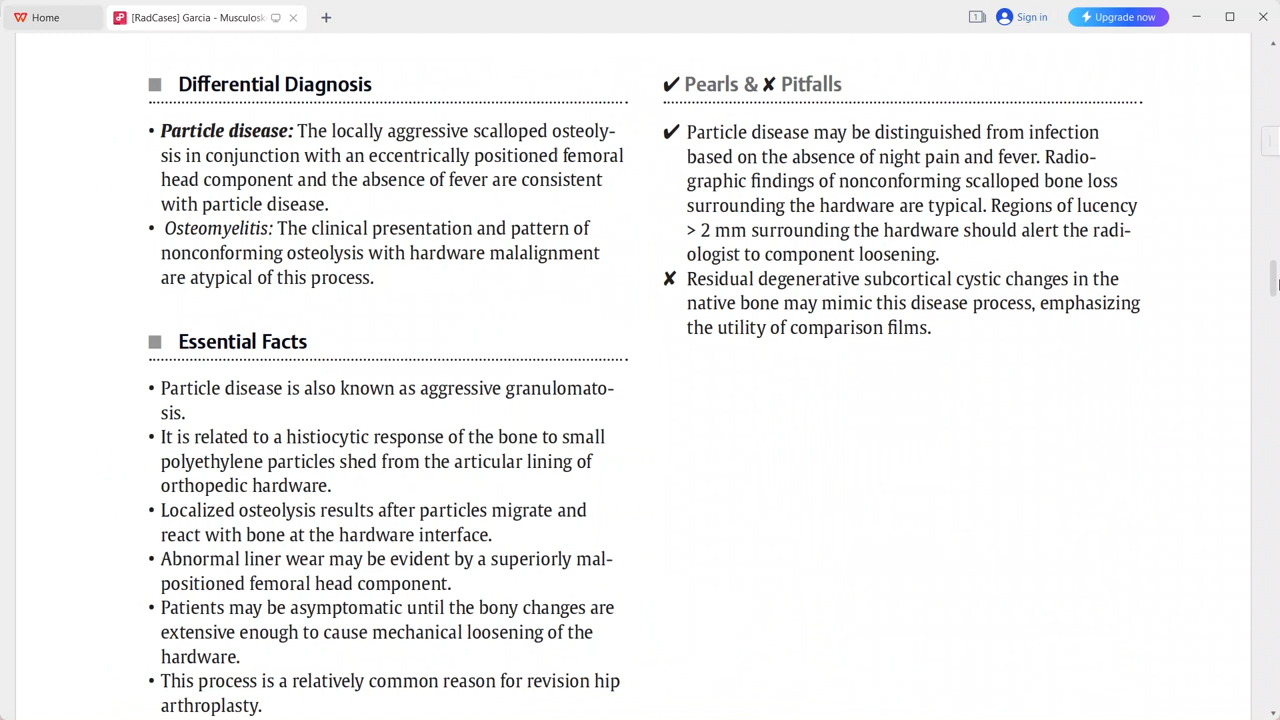 Home
[RadCases] Garcia - Musculosk
1
Sign in
Upgrade now
Differential Diagnosis
• Particle disease: The locally aggressive scalloped osteoly-
sis in conjunction with an eccentrically positioned femoral
head component and the absence of fever are consistent
with particle disease.
• Osteomyelitis: The clinical presentation and pattern of
nonconforming osteolysis with hardware malalignment
are atypical of this process.
Essential Facts
• Particle disease is also known as aggressive granulomato-
sis.
• It is related to a histiocytic response of the bone to small
polyethylene particles shed from the articular lining of
orthopedic hardware.
• Localized osteolysis results after particles migrate and
react with bone at the hardware interface.
• Abnormal liner wear may be evident by a superiorly mal-
positioned femoral head component.
• Patients may be asymptomatic until the bony changes are
extensive enough to cause mechanical loosening of the
hardware.
• This process is a relatively common reason for revision hip
arthroplasty.
✔ Pearls & ✘ Pitfalls
✔ Particle disease may be distinguished from infection
based on the absence of night pain and fever. Radio-
graphic findings of nonconforming scalloped bone loss
surrounding the hardware are typical. Regions of lucency
> 2 mm surrounding the hardware should alert the radi-
ologist to component loosening.
✘ Residual degenerative subcortical cystic changes in the
native bone may mimic this disease process, emphasizing
the utility of comparison films.